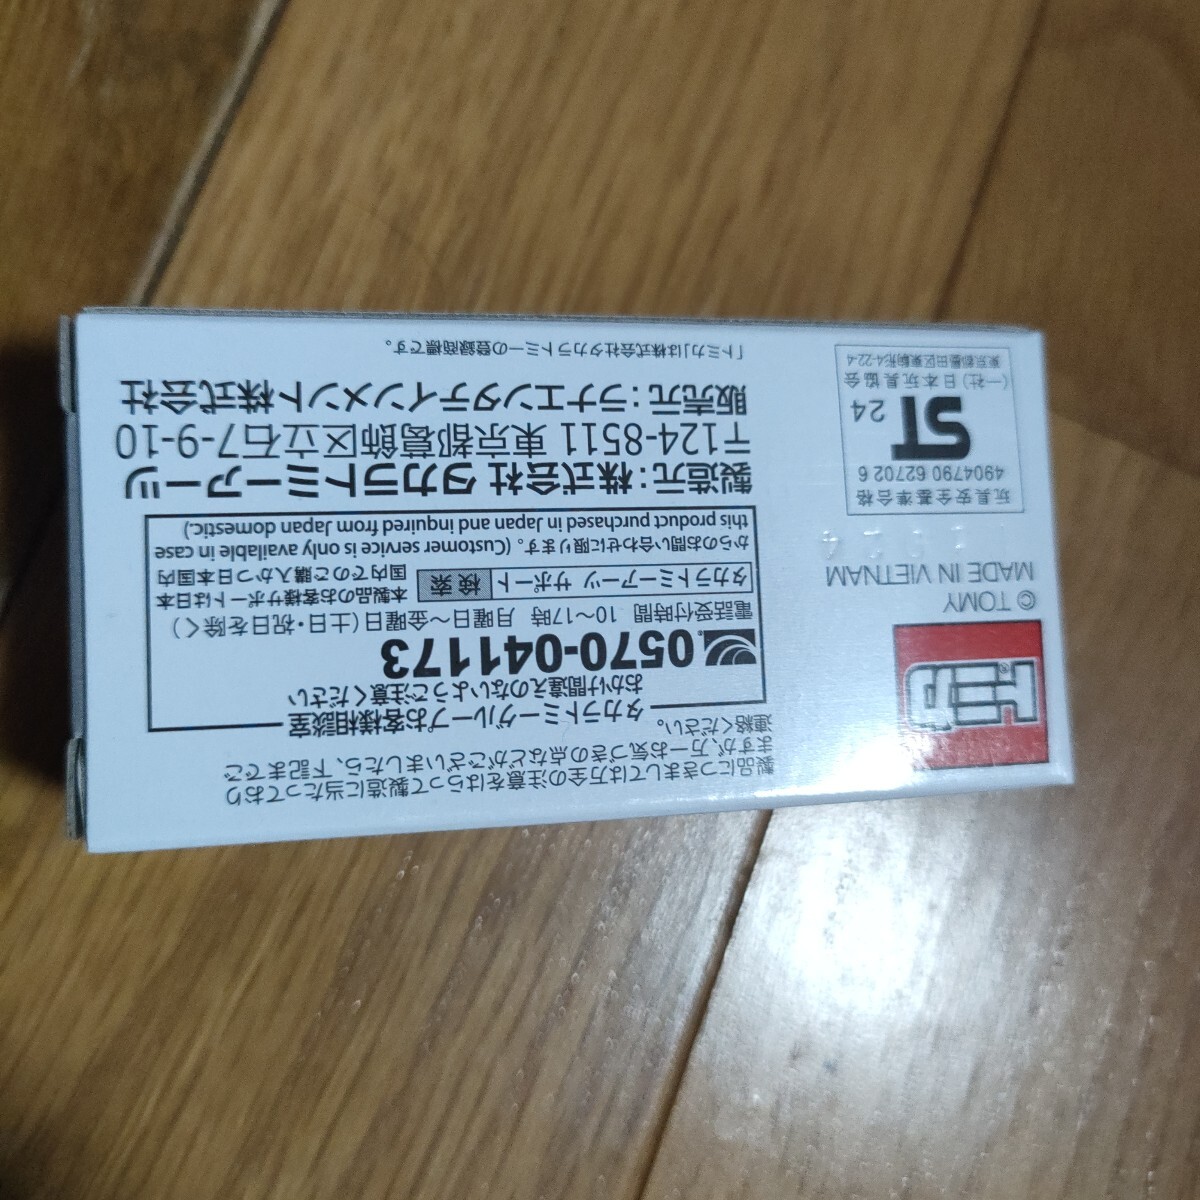 トミカ®
© TOMY
MADE IN VIETNAM
玩具安全基準合格
4904790 62702 6
ST 24
(一社) 日本玩具協会
東京都墨田区東駒形4-22-4
製品につきましては万全の注意をはらって製造に当たっており
ますが、万一お気づきの点などがございましたら、下記までご
連絡ください。
タカラトミーグループお客様相談室
おかけ間違えのないようご注意ください
0570-041173
電話受付時間 10〜17時 月曜日〜金曜日(土日・祝日を除く)
タカラトミーアーツ サポート 検索
本製品のお客様サポートは日本
国内でのご購入かつ日本国内
からのお問い合わせに限ります。(Customer service is only available in case
this product purchased in Japan and inquired from Japan domestic.)
製造元:株式会社 タカラトミーアーツ
〒124-8511 東京都葛飾区立石7-9-10
販売元:ラナエンタテインメント株式会社
「トミカ」は株式会社タカラトミーの登録商標です。